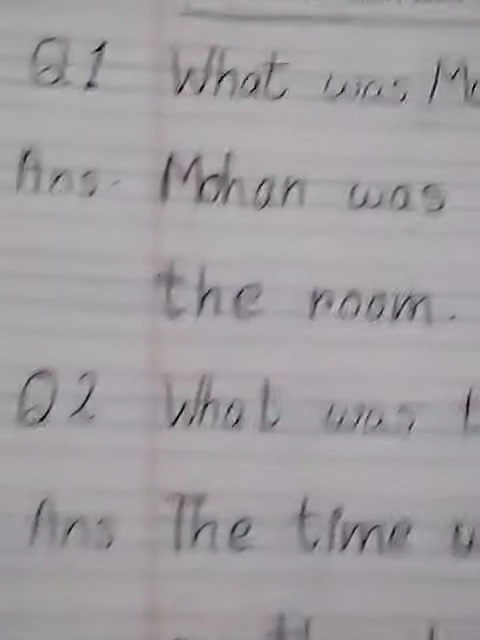 Q1 What was
Ans- Mohan was
the room.
Q2 What was
Ans The time